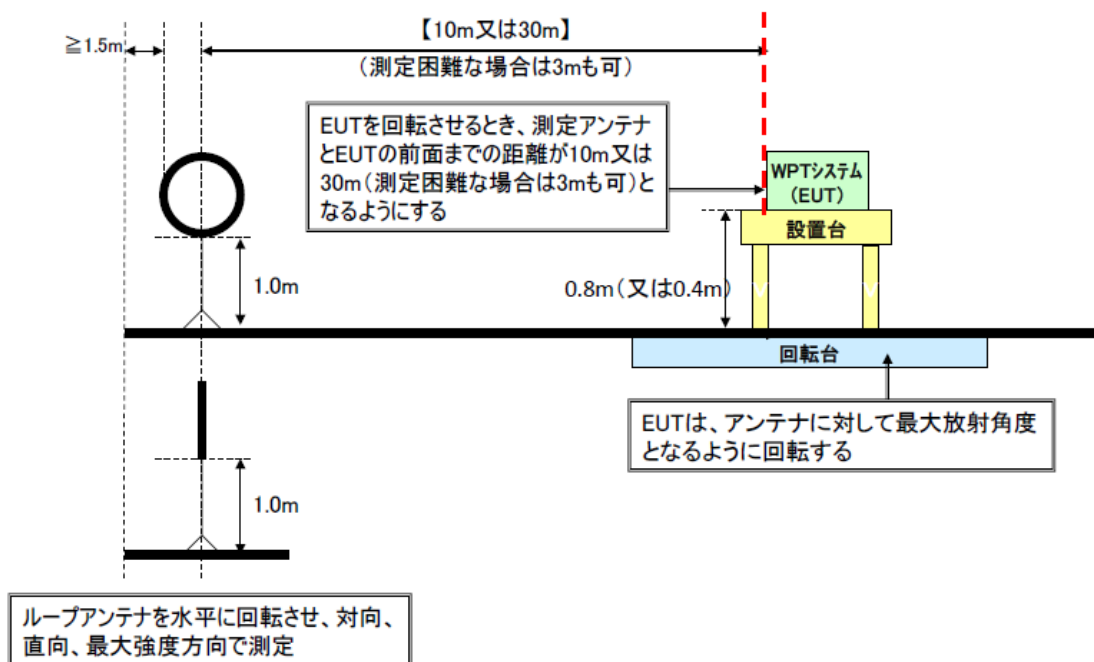 ≧1.5m
【10m又は30m】
(測定困難な場合は3mも可)
EUTを回転させるとき、測定アンテナ
とEUTの前面までの距離が10m又は
30m(測定困難な場合は3mも可)と
なるようにする
WPTシステム
(EUT)
設置台
1.0m
0.8m(又は0.4m)
回転台
EUTは、アンテナに対して最大放射角度
となるように回転する
1.0m
ループアンテナを水平に回転させ、対向、
直向、最大強度方向で測定